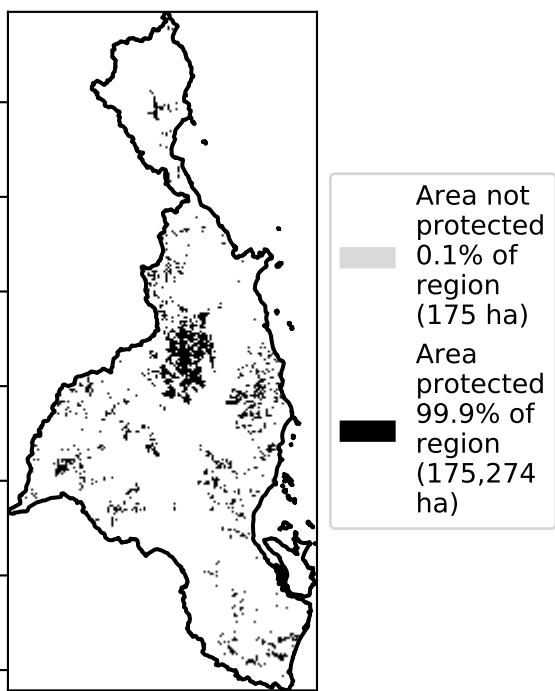 Area not
protected
0.1% of
region
(175 ha)
Area
protected
99.9% of
region
(175,274
ha)